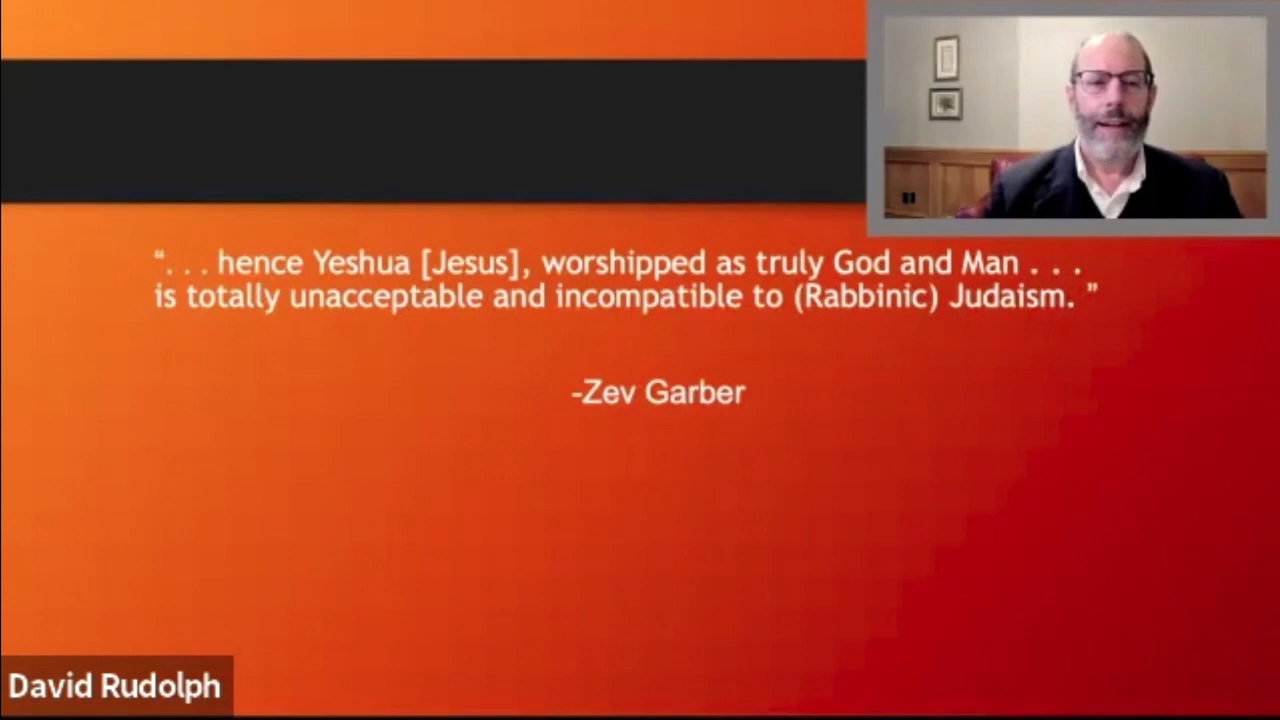 “. . . hence Yeshua [Jesus], worshipped as truly God and Man . . .
is totally unacceptable and incompatible to (Rabbinic) Judaism. ”
-Zev Garber
David Rudolph